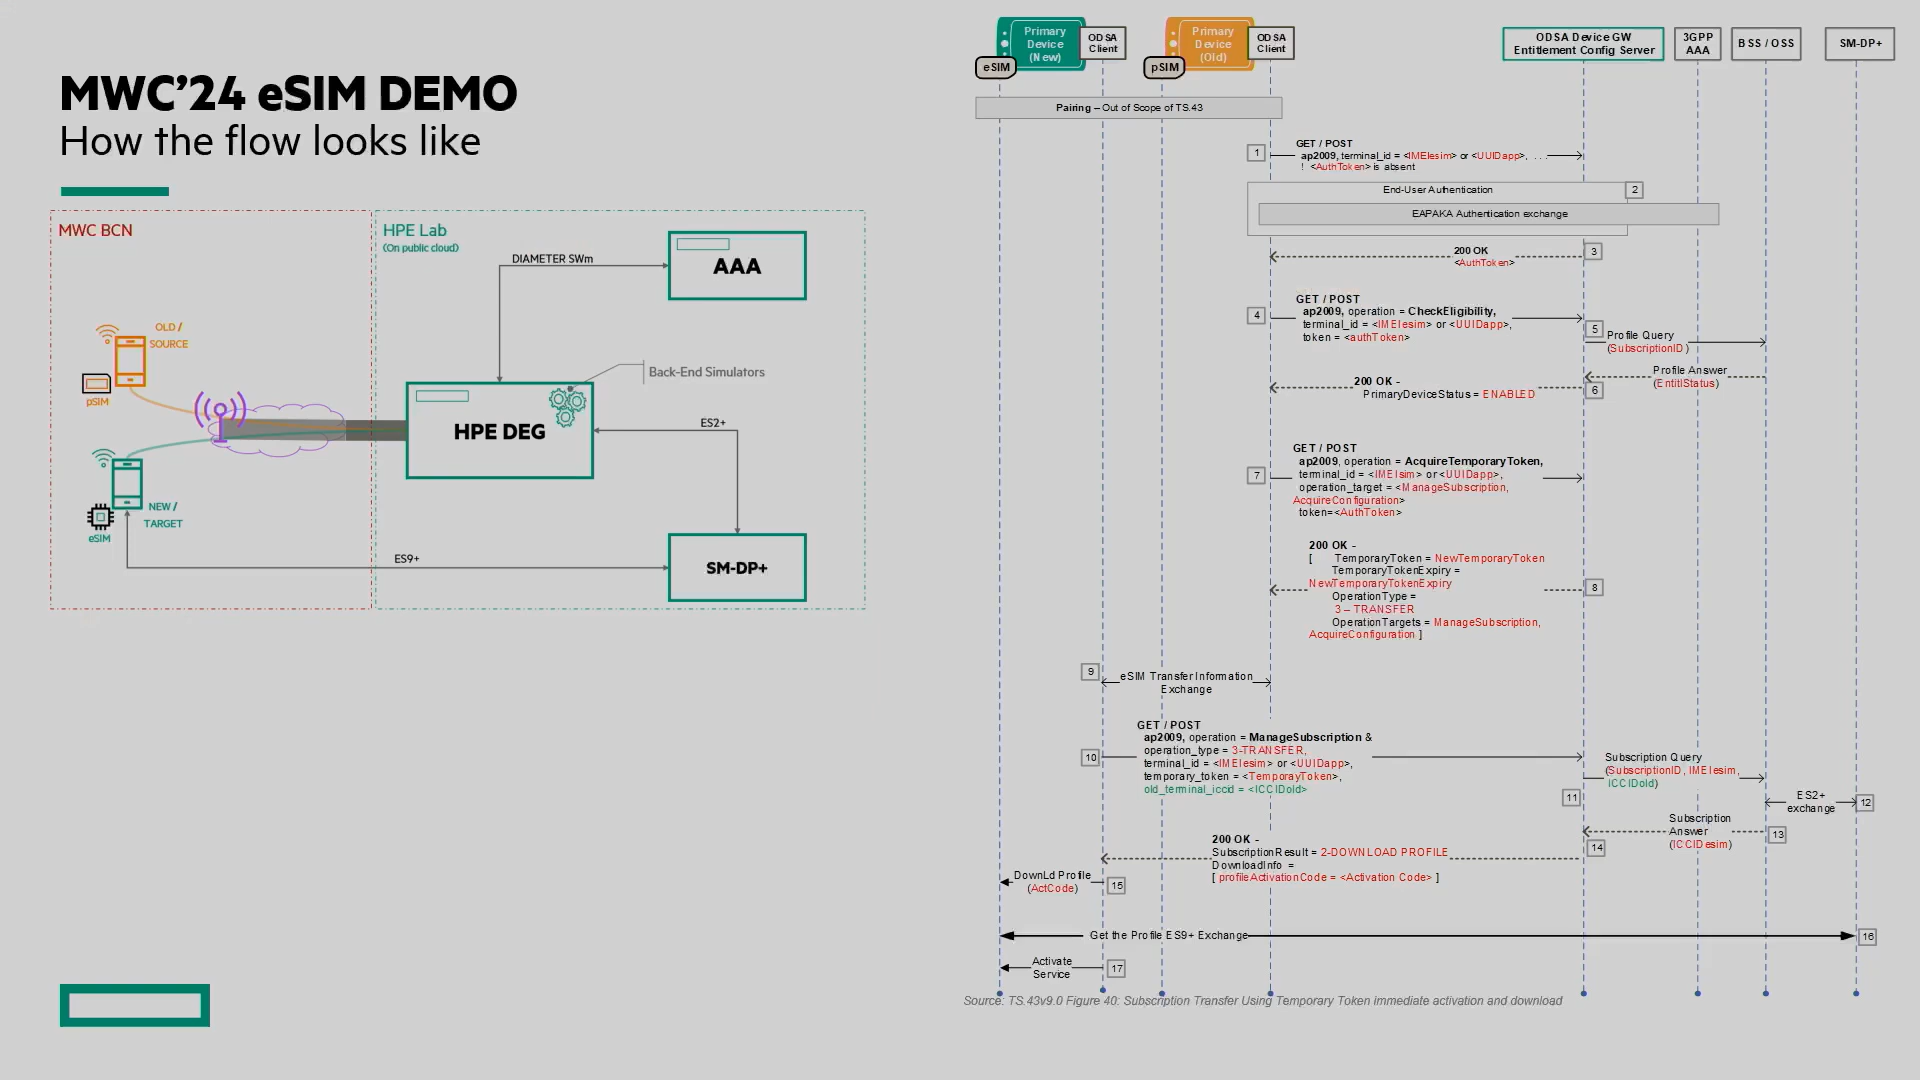 MWC’24 eSIM DEMO
How the flow looks like
MWC BCN
HPE Lab
(On public cloud)
DIAMETER SWm
AAA
OLD /
SOURCE
pSIM
Back-End Simulators
HPE DEG
ES2+
NEW /
TARGET
eSIM
ES9+
SM-DP+
Primary
Device
(New)
ODSA
Client
eSIM
Primary
Device
(Old)
ODSA
Client
pSIM
ODSA Device GW
Entitlement Config Server
3GPP
AAA
BSS / OSS
SM-DP+
Pairing – Out of Scope of TS.43
1
GET / POST
ap2009, terminal_id = <IMEIesim> or <UUIDapp>, ...
! <AuthToken> is absent
End-User Authentication
2
EAPAKA Authentication exchange
200 OK
<AuthToken>
3
GET / POST
4
ap2009, operation = CheckEligibility,
terminal_id = <IMEIesim> or <UUIDapp>,
token = <authToken>
5
Profile Query
(SubscriptionID)
Profile Answer
(EntitlStatus)
200 OK -
PrimaryDeviceStatus = ENABLED
6
GET / POST
ap2009, operation = AcquireTemporaryToken,
7
terminal_id = <IMEIsim> or <UUIDapp>,
operation_target = <ManageSubscription,
AcquireConfiguration>
token=<AuthToken>
200 OK -
[ TemporaryToken = NewTemporaryToken
TemporaryTokenExpiry =
NewTemporaryTokenExpiry
8
OperationType =
3 – TRANSFER
OperationTargets = ManageSubscription,
AcquireConfiguration ]
9
eSIM Transfer Information
Exchange
GET / POST
ap2009, operation = ManageSubscription &
operation_type = 3-TRANSFER,
10
terminal_id = <IMEIesim> or <UUIDapp>,
temporary_token = <TemporayToken>,
old_terminal_iccid = <ICCIDold>
Subscription Query
(SubscriptionID, IMEIesim,
ICCIDold)
11
ES2+
exchange
12
Subscription
Answer
(ICCIDesim)
13
14
200 OK -
SubscriptionResult = 2-DOWNLOAD PROFILE
DownloadInfo =
[ profileActivationCode = <Activation Code> ]
DownLd Profile
(ActCode)
15
Get the Profile ES9+ Exchange
16
Activate
Service
17
Source: TS.43v9.0 Figure 40: Subscription Transfer Using Temporary Token immediate activation and download